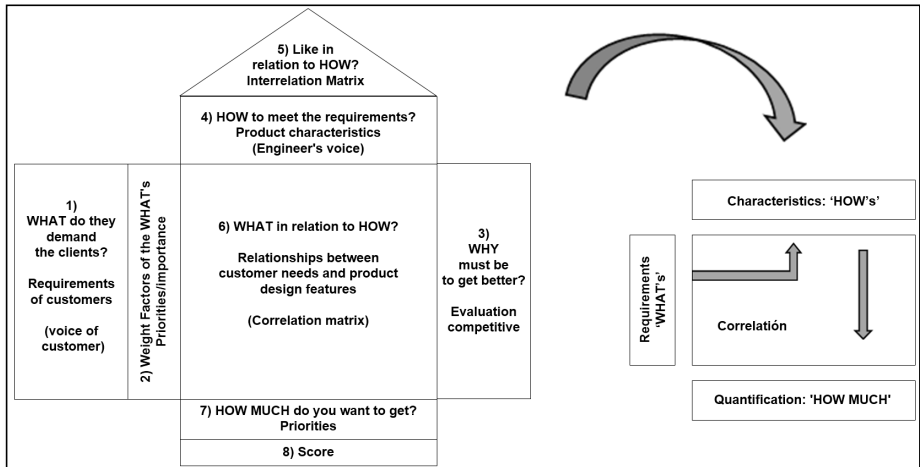 5) Like in
relation to HOW?
Interrelation Matrix
4) HOW to meet the requirements?
Product characteristics
(Engineer's voice)
1)
WHAT do they
demand
the clients?
Requirements
of customers
(voice of
customer)
2) Weight Factors of the WHAT's
Priorities/importance
6) WHAT in relation to HOW?
Relationships between
customer needs and product
design features
(Correlation matrix)
3)
WHY
must be
to get better?
Evaluation
competitive
7) HOW MUCH do you want to get?
Priorities
8) Score
Characteristics: ‘HOW’s’
Requirements
‘WHAT’s’
Correlatión
Quantification: 'HOW MUCH'